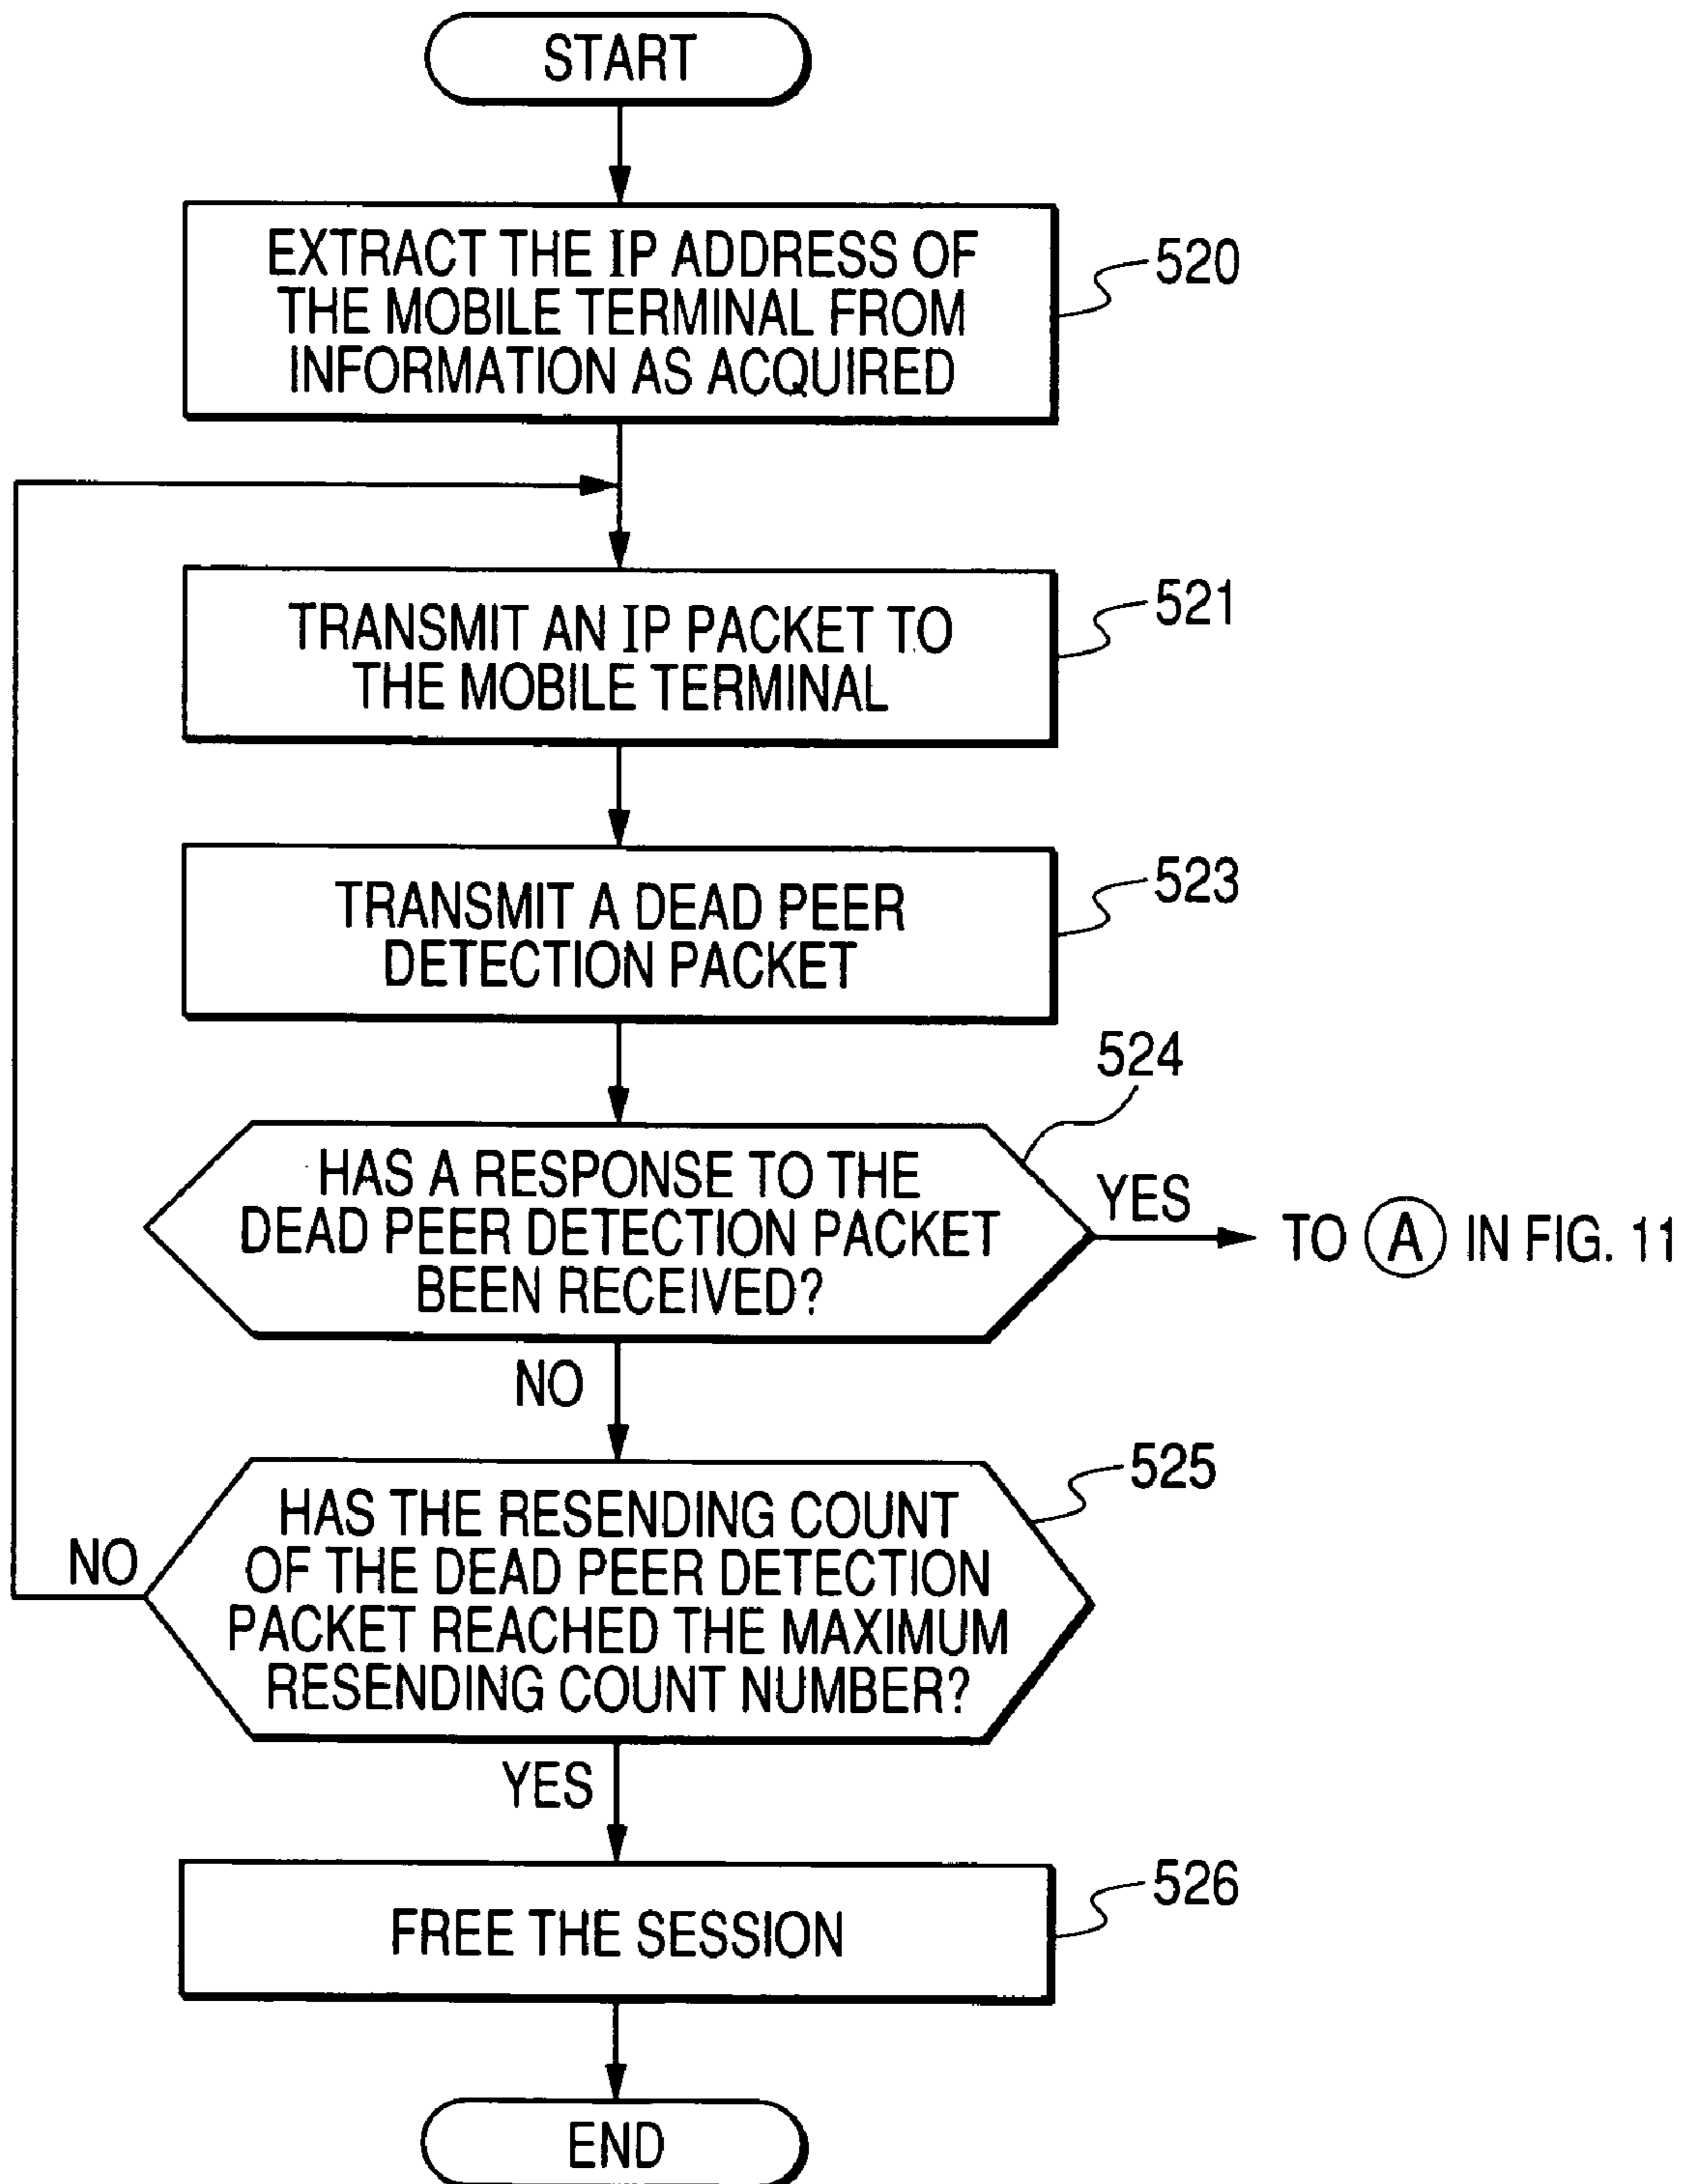 START
EXTRACT THE IP ADDRESS OF
THE MOBILE TERMINAL FROM
INFORMATION AS ACQUIRED
520
TRANSMIT AN IP PACKET TO
THE MOBILE TERMINAL
521
TRANSMIT A DEAD PEER
DETECTION PACKET
523
524
HAS A RESPONSE TO THE
DEAD PEER DETECTION PACKET
BEEN RECEIVED?
YES
TO A IN FIG. 11
NO
525
HAS THE RESENDING COUNT
OF THE DEAD PEER DETECTION
PACKET REACHED THE MAXIMUM
RESENDING COUNT NUMBER?
NO
YES
FREE THE SESSION
526
END